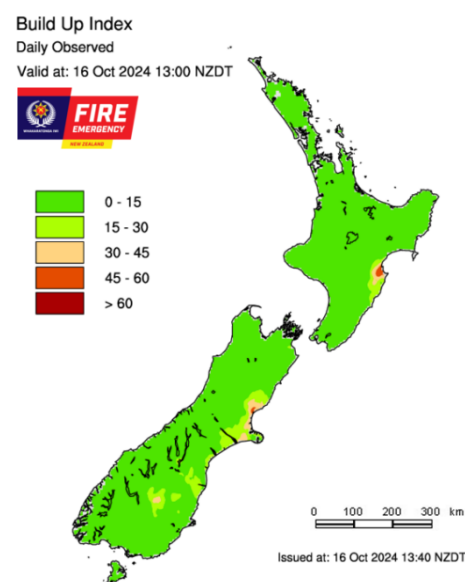 Build Up Index
Daily Observed
Valid at: 16 Oct 2024 13:00 NZDT
FIRE
EMERGENCY
NEW ZEALAND
0 - 15
15 - 30
30 - 45
45 - 60
> 60
0 100 200 300 km
Issued at: 16 Oct 2024 13:40 NZDT